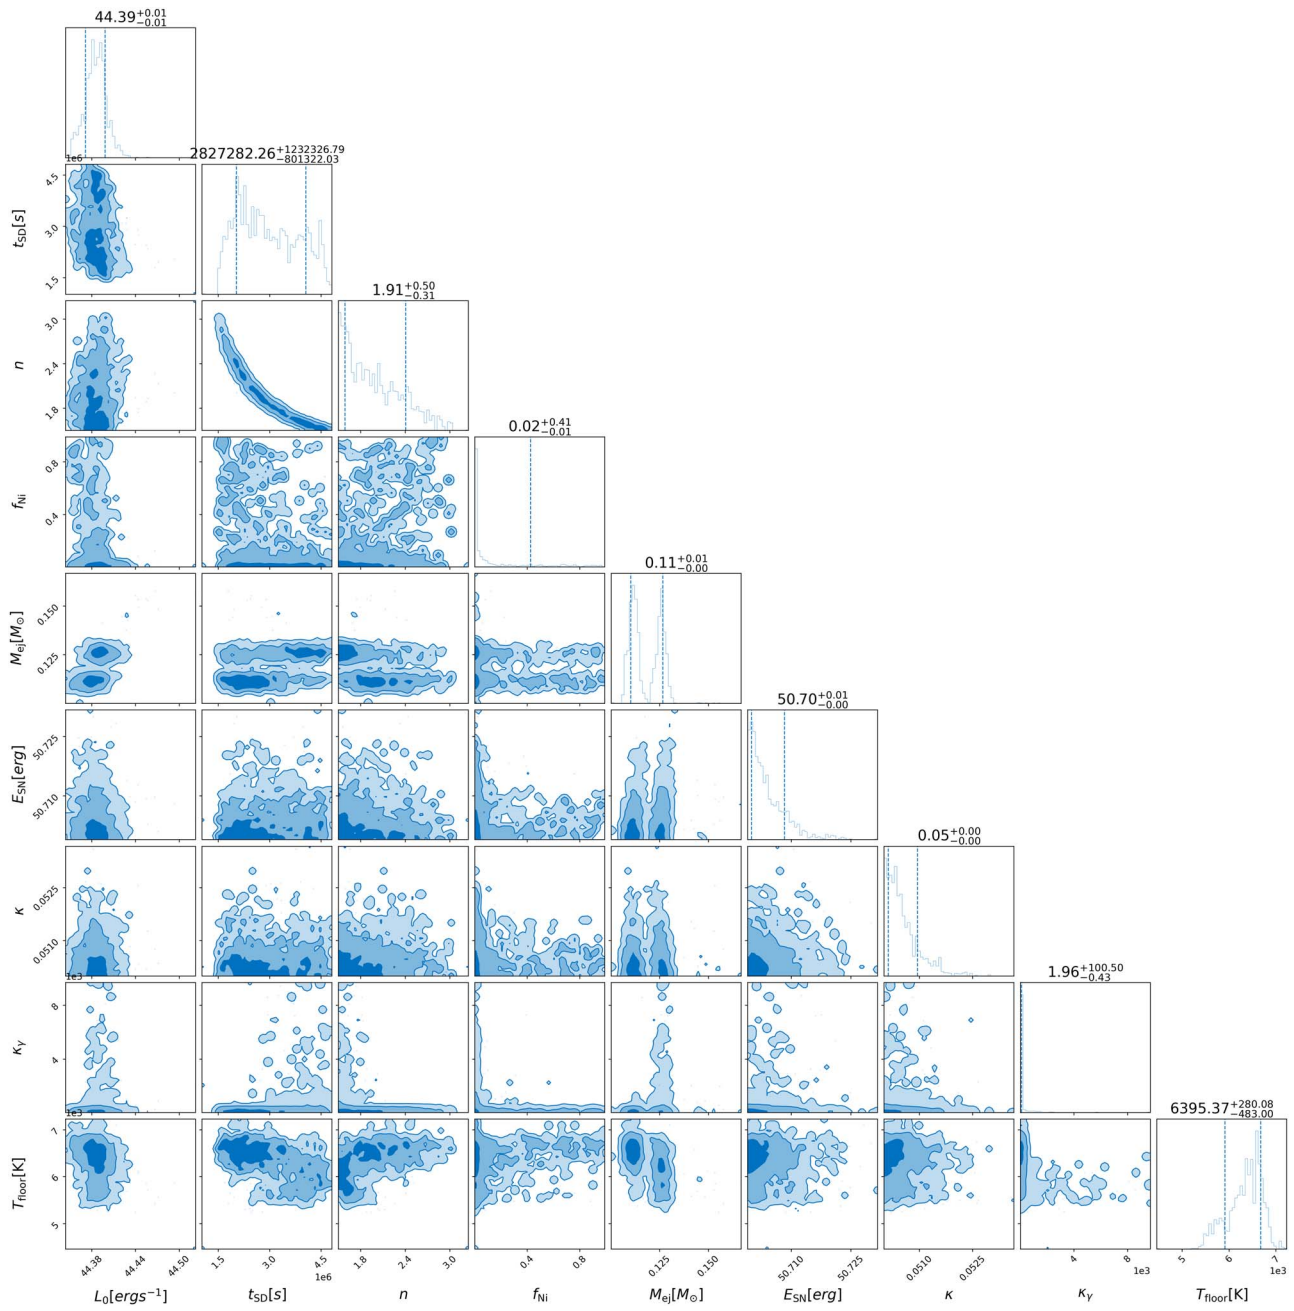 44.39+0.01 −0.01
1e6
2827282.26+1232326.79 −801322.03
4.5
3.0
1.5
t_SD[s]
1.91+0.50 −0.31
3.0
2.4
1.8
n
0.02+0.41 −0.01
0.8
0.4
f_Ni
0.11+0.01 −0.00
0.150
0.125
M_ej[M_⊙]
50.70+0.01 −0.00
50.725
50.710
E_SN[erg]
0.05+0.00 −0.00
0.0525
0.0510
κ
1e3
1.96+100.50 −0.43
8
4
κ_γ
1e3
6395.37+280.08 −483.00
7
6
5
T_floor[K]
44.38 44.44 44.50
1.5 3.0 4.5
1e6
1.8 2.4 3.0
0.4 0.8
0.125 0.150
50.710 50.725
0.0510 0.0525
4 8
1e3
5 6 7
1e3
L_0[ergs^−1] t_SD[s] n f_Ni M_ej[M_⊙] E_SN[erg] κ κ_γ T_floor[K]